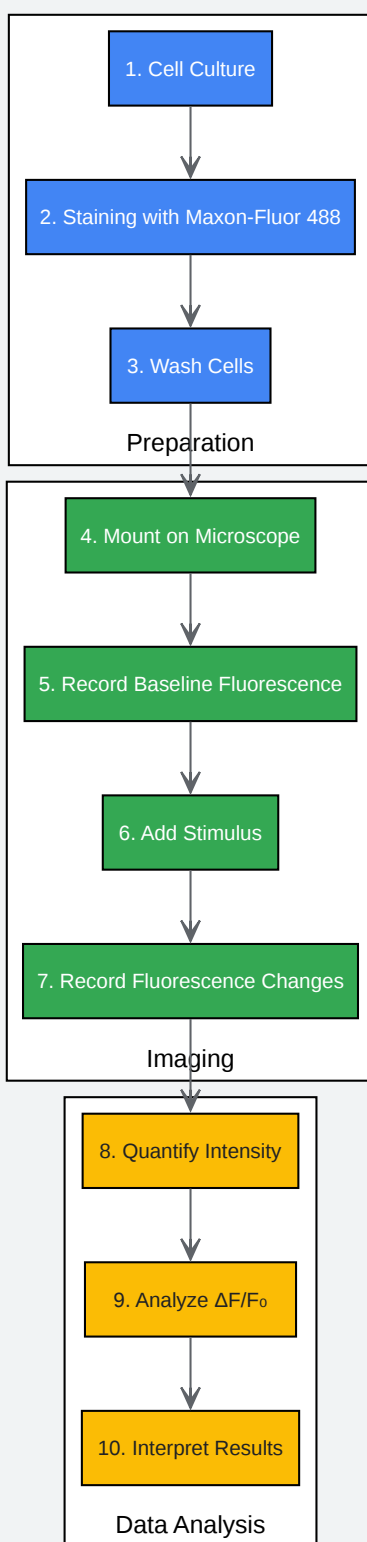 1. Cell Culture
2. Staining with Maxon-Fluor 488
3. Wash Cells
Preparation
4. Mount on Microscope
5. Record Baseline Fluorescence
6. Add Stimulus
7. Record Fluorescence Changes
Imaging
8. Quantify Intensity
9. Analyze ΔF/F₀
10. Interpret Results
Data Analysis